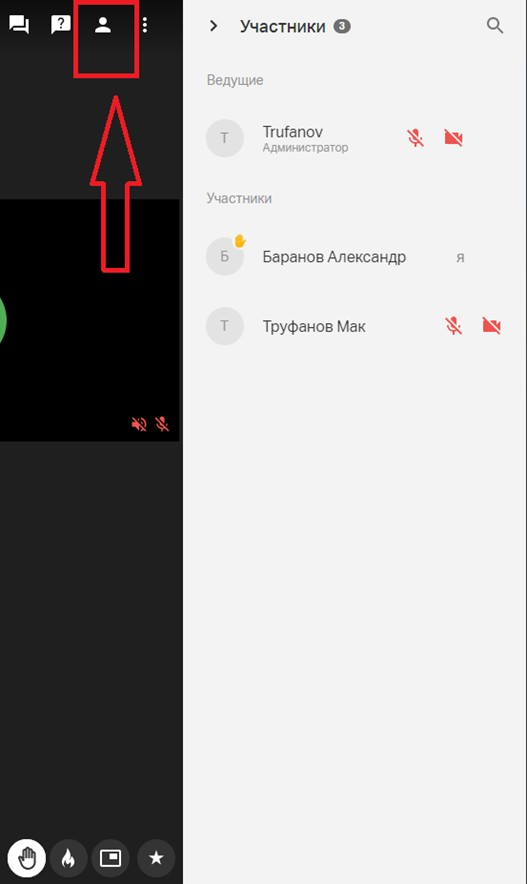 Участники 3
Ведущие
T
Trufanov
Администратор
Участники
Б
Баранов Александр
я
Т
Труфанов Мак